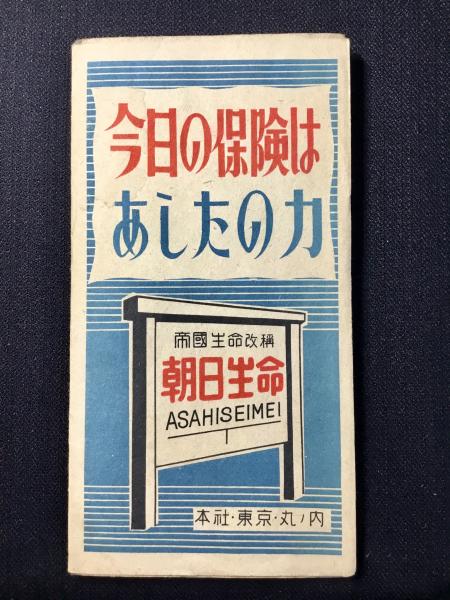 今日の保険は
あしたの力
帝國生命改稱
朝日生命
ASAHISEIMEI
本社・東京・丸ノ内